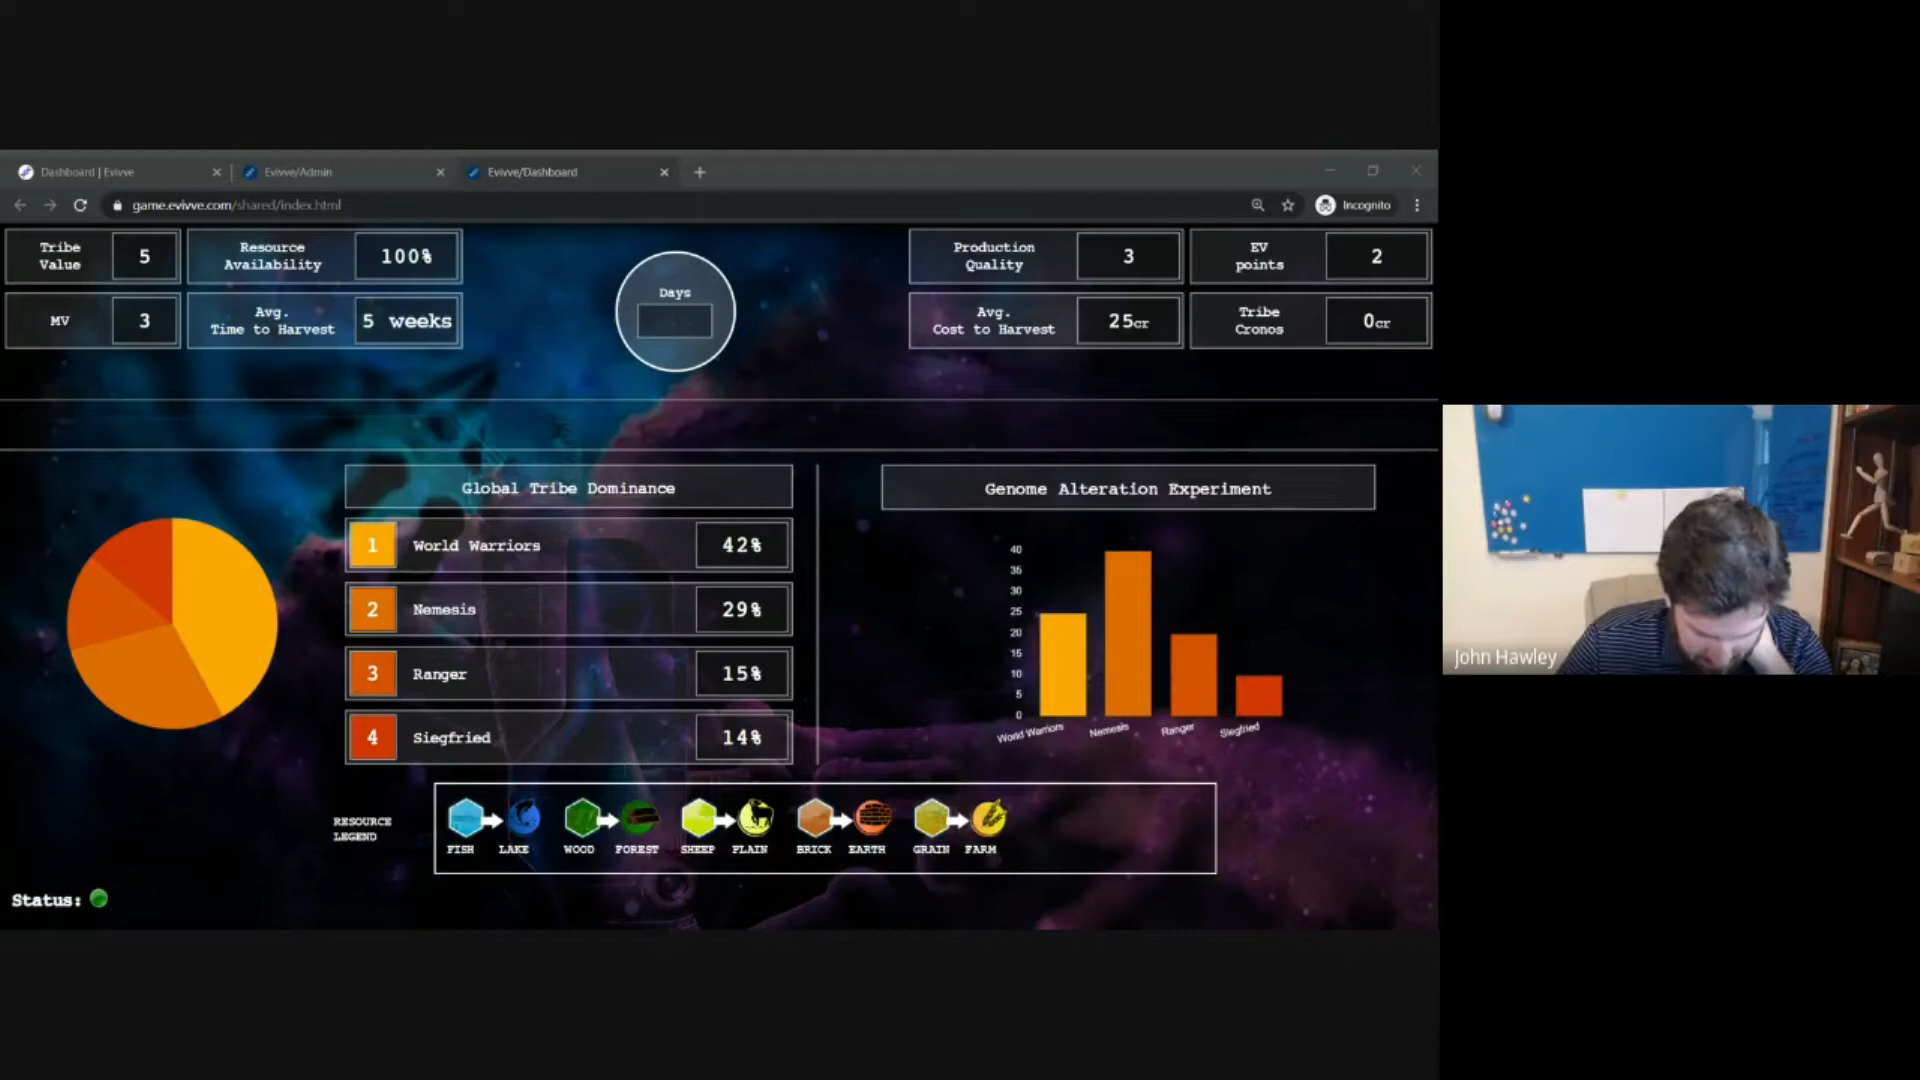 Dashboard | Evivve
Evivve/Admin
Evivve/Dashboard
game.evivve.com/shared/index.html
Incognito
Tribe
Value
5
Resource
Availability
100%
Days
Production
Quality
3
EV
points
2
MV
3
Avg.
Time to Harvest
5 weeks
Avg.
Cost to Harvest
25cr
Tribe
Cronos
0cr
Global Tribe Dominance
1 World Warriors 42%
2 Nemesis 29%
3 Ranger 15%
4 Siegfried 14%
Genome Alteration Experiment
40
35
30
25
20
15
10
5
0
World Warriors
Nemesis
Ranger
Siegfried
RESOURCE
LEGEND
FISH LAKE WOOD FOREST SHEEP PLAIN BRICK EARTH GRAIN FARM
Status:
John Hawley